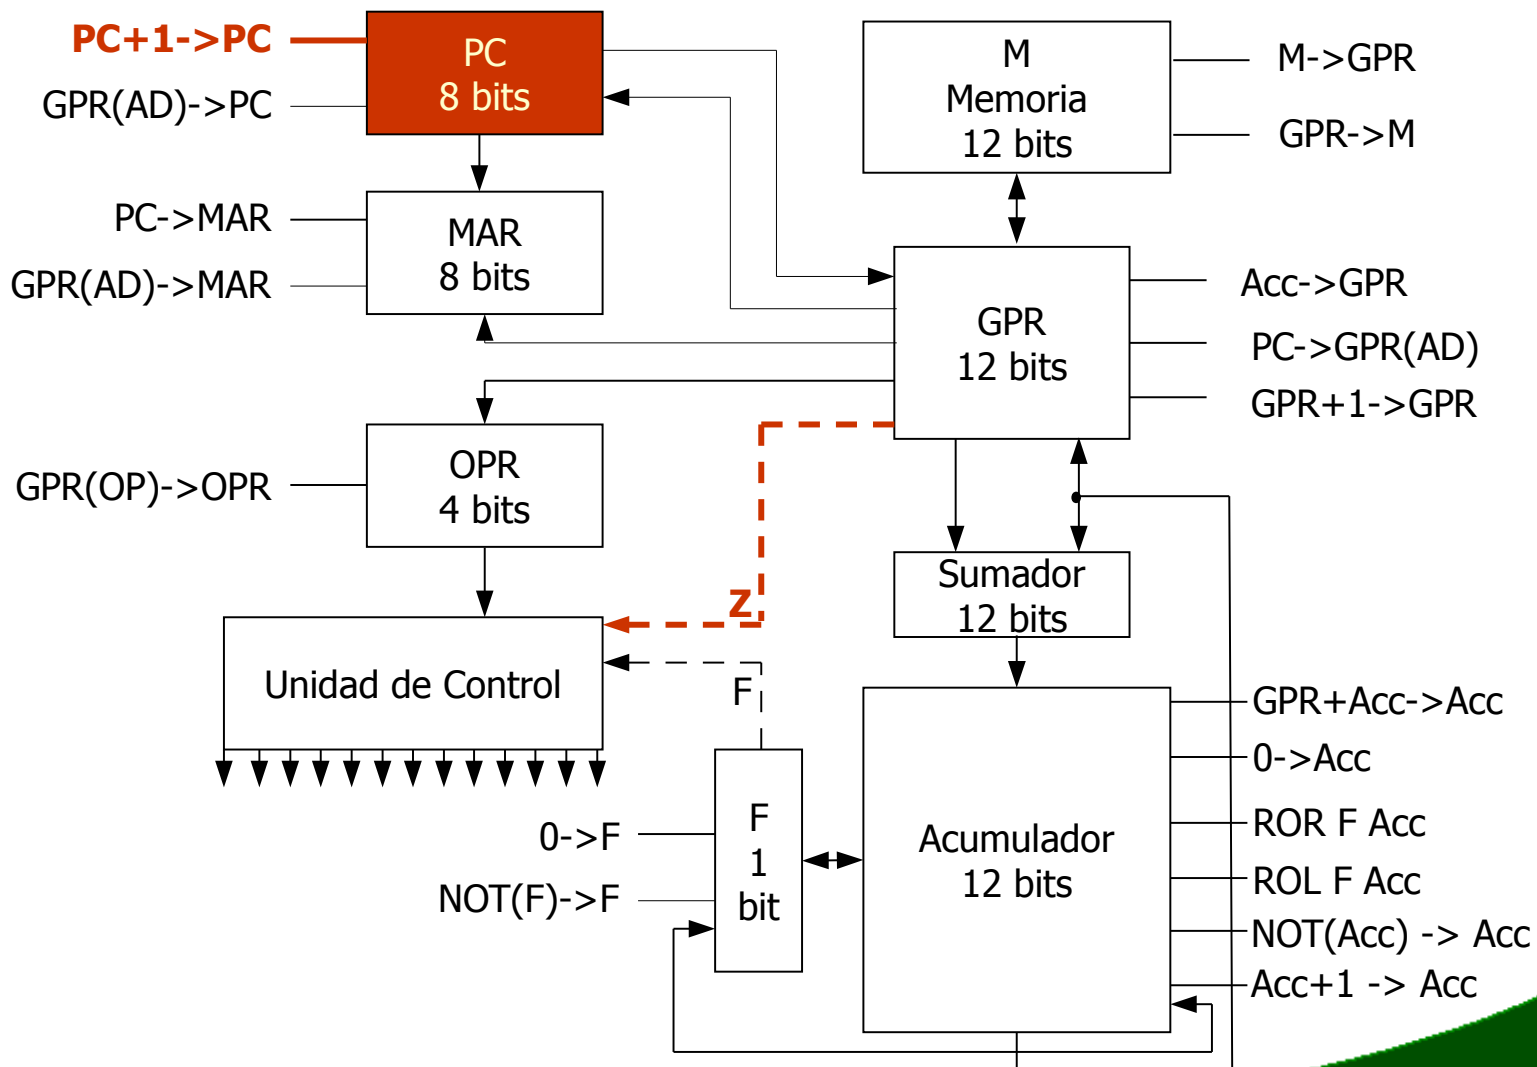 PC+1->PC
GPR(AD)->PC
PC
8 bits
M
Memoria
12 bits
M->GPR
GPR->M
PC->MAR
GPR(AD)->MAR
MAR
8 bits
GPR
12 bits
Acc->GPR
PC->GPR(AD)
GPR+1->GPR
GPR(OP)->OPR
OPR
4 bits
Z
Sumador
12 bits
Unidad de Control
F
0->F
NOT(F)->F
F
1
bit
Acumulador
12 bits
GPR+Acc->Acc
0->Acc
ROR F Acc
ROL F Acc
NOT(Acc) -> Acc
Acc+1 -> Acc